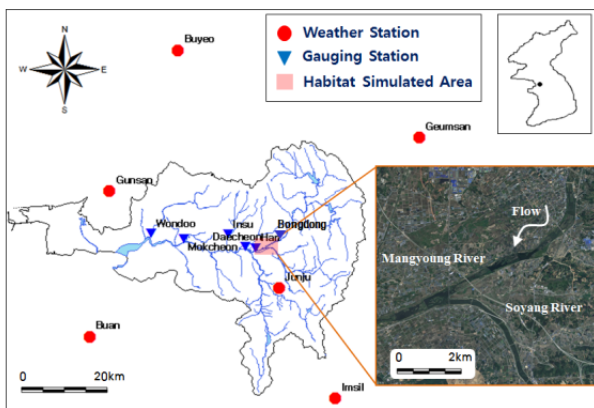 N
W E
S
Buyeo
Weather Station
Gauging Station
Habitat Simulated Area
Geumsan
Gunsan
Wondoo
Insu
Bongdong
Daecheon
Hari
Mokcheon
Jeonju
Flow
Mangyoung River
Soyang River
Buan
0 20km
0 2km
Imsil